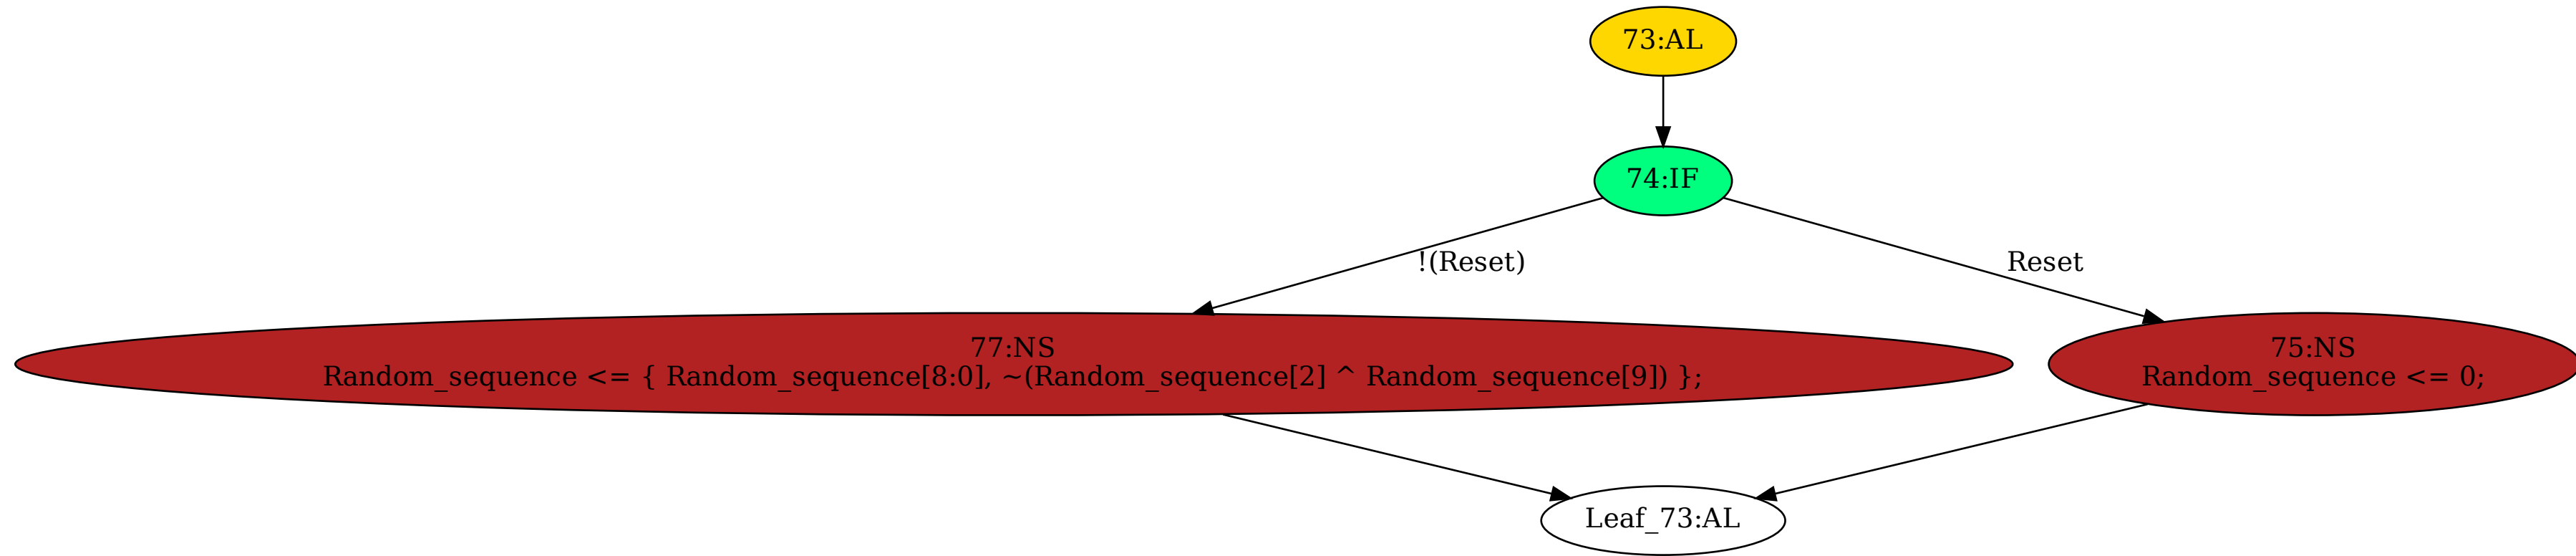 73:AL
74:IF
!(Reset)
Reset
77:NS
Random_sequence <= { Random_sequence[8:0], ~(Random_sequence[2] ^ Random_sequence[9]) };
75:NS
Random_sequence <= 0;
Leaf_73:AL